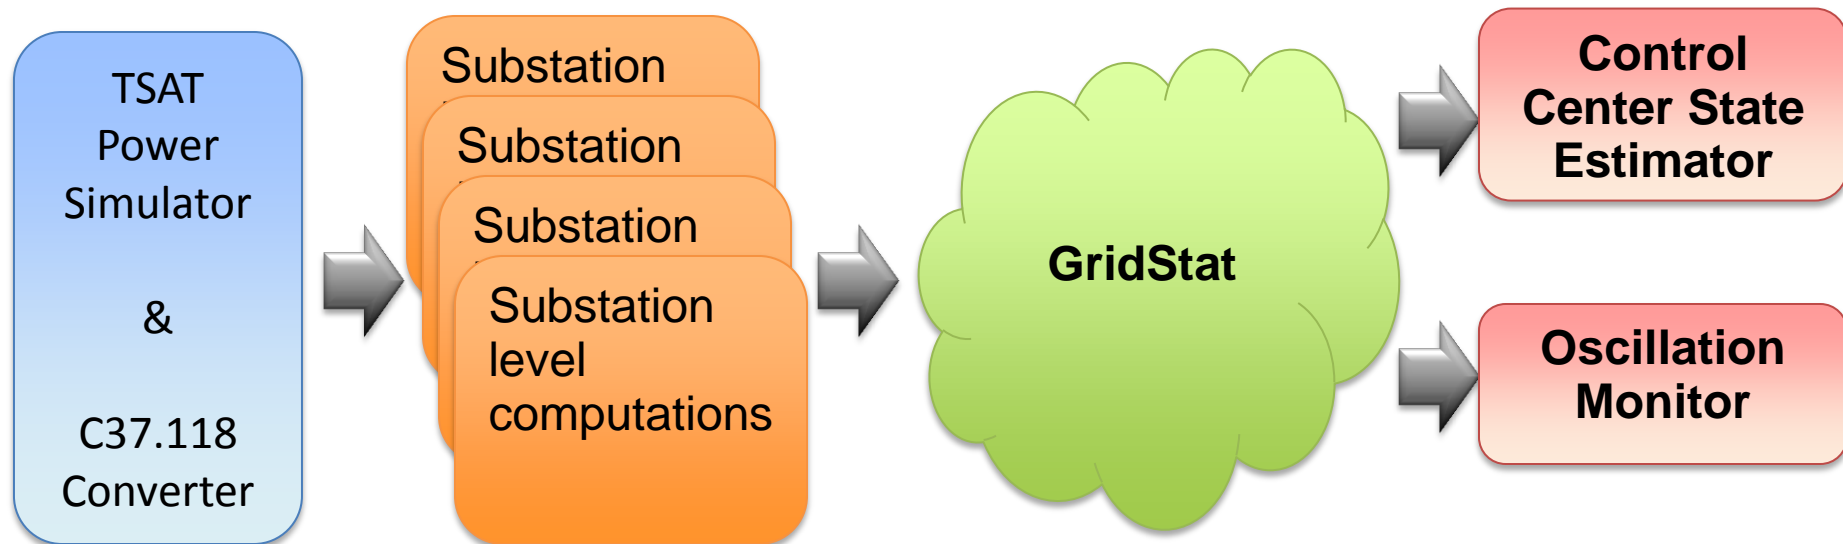 TSAT
Power
Simulator
&
C37.118
Converter
Substation
Substation
Substation
Substation
level
computations
GridStat
Control
Center State
Estimator
Oscillation
Monitor